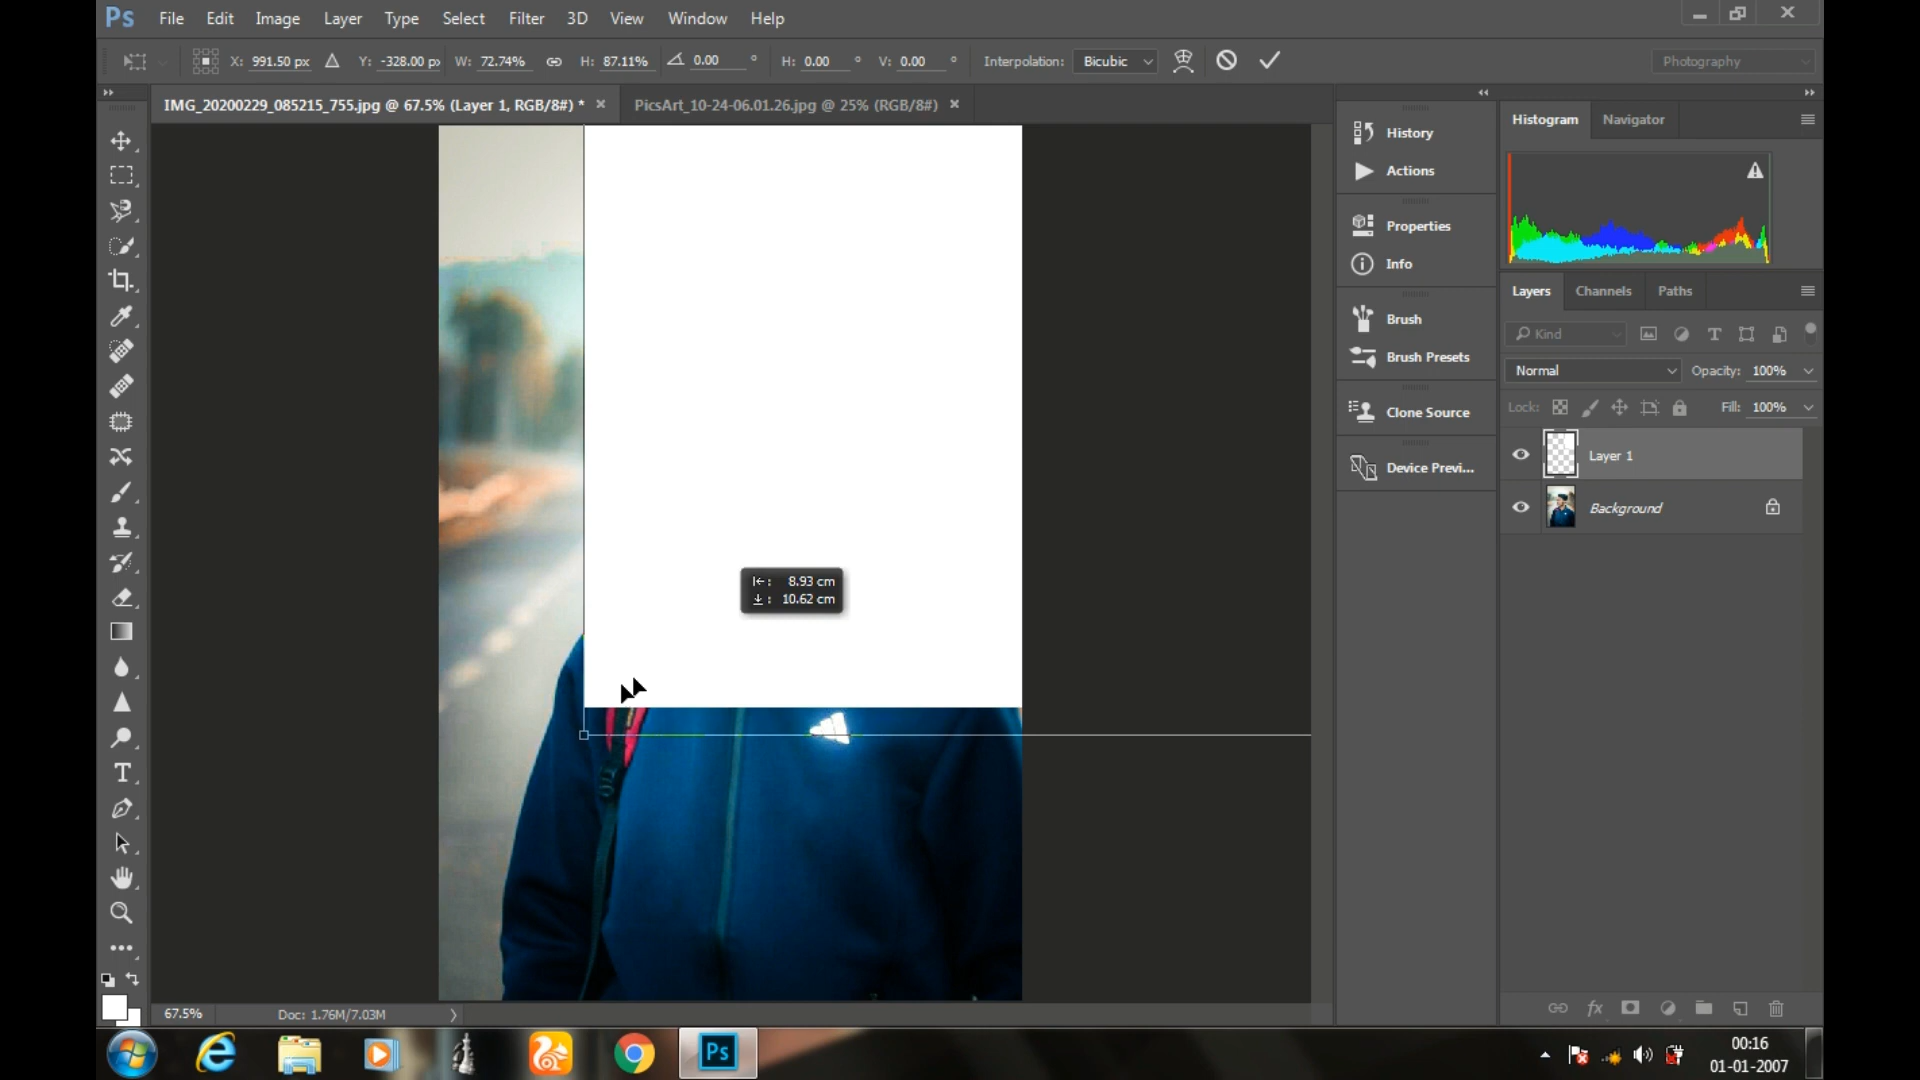 Ps File Edit Image Layer Type Select Filter 3D View Window Help
X: 991.50 px Y: -328.00 px W: 72.74% H: 87.11% 0.00 ° H: 0.00 ° V: 0.00 ° Interpolation: Bicubic Photography
IMG_20200229_085215_755.jpg @ 67.5% (Layer 1, RGB/8#) * × PicsArt_10-24-06.01.26.jpg @ 25% (RGB/8#) ×
History
Actions
Properties
Info
Brush
Brush Presets
Clone Source
Device Previ...
Histogram Navigator
Layers Channels Paths
Kind
Normal Opacity: 100%
Lock: Fill: 100%
Layer 1
Background
8.93 cm
10.62 cm
67.5% Doc: 1.76M/7.03M
Ps
00:16
01-01-2007